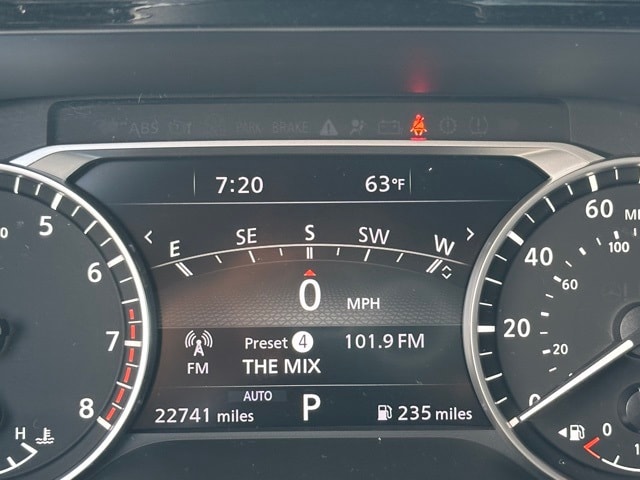 ABS PARK BRAKE
7:20 63°F
E SE S SW W
0 MPH
Preset 4 101.9 FM
FM THE MIX
AUTO
22741 miles P 235 miles
5
6
7
8
H
60
100
40
60
20
20
0
0